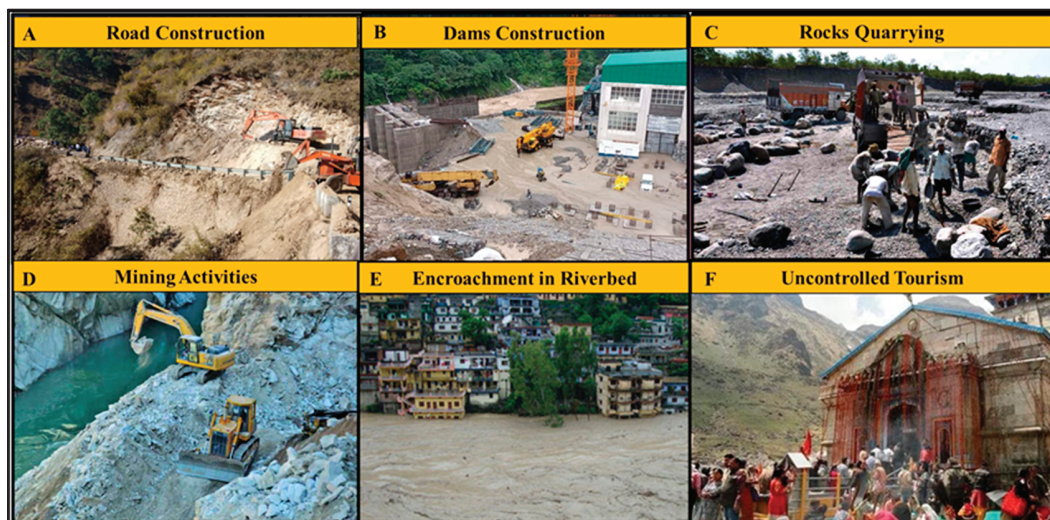 A Road Construction
B Dams Construction
C Rocks Quarrying
D Mining Activities
E Encroachment in Riverbed
F Uncontrolled Tourism